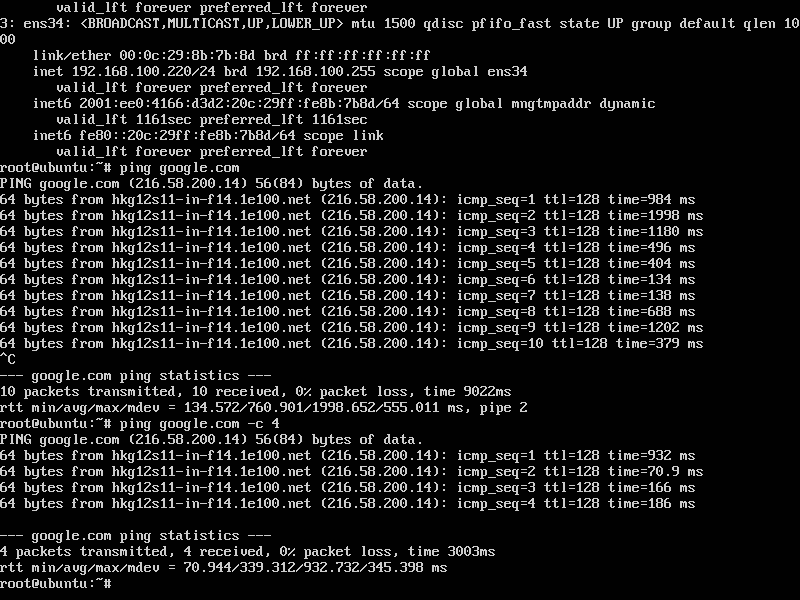 valid_lft forever preferred_lft forever
3: ens34: <BROADCAST,MULTICAST,UP,LOWER_UP> mtu 1500 qdisc pfifo_fast state UP group default qlen 10
00
link/ether 00:0c:29:8b:7b:8d brd ff:ff:ff:ff:ff:ff
inet 192.168.100.220/24 brd 192.168.100.255 scope global ens34
valid_lft forever preferred_lft forever
inet6 2001:ee0:4166:d3d2:20c:29ff:fe8b:7b8d/64 scope global mngtmpaddr dynamic
valid_lft 1161sec preferred_lft 1161sec
inet6 fe80::20c:29ff:fe8b:7b8d/64 scope link
valid_lft forever preferred_lft forever
root@ubuntu:~# ping google.com
PING google.com (216.58.200.14) 56(84) bytes of data.
64 bytes from hkg12s11-in-f14.1e100.net (216.58.200.14): icmp_seq=1 ttl=128 time=984 ms
64 bytes from hkg12s11-in-f14.1e100.net (216.58.200.14): icmp_seq=2 ttl=128 time=1998 ms
64 bytes from hkg12s11-in-f14.1e100.net (216.58.200.14): icmp_seq=3 ttl=128 time=1180 ms
64 bytes from hkg12s11-in-f14.1e100.net (216.58.200.14): icmp_seq=4 ttl=128 time=496 ms
64 bytes from hkg12s11-in-f14.1e100.net (216.58.200.14): icmp_seq=5 ttl=128 time=404 ms
64 bytes from hkg12s11-in-f14.1e100.net (216.58.200.14): icmp_seq=6 ttl=128 time=134 ms
64 bytes from hkg12s11-in-f14.1e100.net (216.58.200.14): icmp_seq=7 ttl=128 time=138 ms
64 bytes from hkg12s11-in-f14.1e100.net (216.58.200.14): icmp_seq=8 ttl=128 time=688 ms
64 bytes from hkg12s11-in-f14.1e100.net (216.58.200.14): icmp_seq=9 ttl=128 time=1202 ms
64 bytes from hkg12s11-in-f14.1e100.net (216.58.200.14): icmp_seq=10 ttl=128 time=379 ms
^C
--- google.com ping statistics ---
10 packets transmitted, 10 received, 0% packet loss, time 9022ms
rtt min/avg/max/mdev = 134.572/760.901/1998.652/555.011 ms, pipe 2
root@ubuntu:~# ping google.com -c 4
PING google.com (216.58.200.14) 56(84) bytes of data.
64 bytes from hkg12s11-in-f14.1e100.net (216.58.200.14): icmp_seq=1 ttl=128 time=932 ms
64 bytes from hkg12s11-in-f14.1e100.net (216.58.200.14): icmp_seq=2 ttl=128 time=70.9 ms
64 bytes from hkg12s11-in-f14.1e100.net (216.58.200.14): icmp_seq=3 ttl=128 time=166 ms
64 bytes from hkg12s11-in-f14.1e100.net (216.58.200.14): icmp_seq=4 ttl=128 time=186 ms
--- google.com ping statistics ---
4 packets transmitted, 4 received, 0% packet loss, time 3003ms
rtt min/avg/max/mdev = 70.944/339.312/932.732/345.398 ms
root@ubuntu:~#